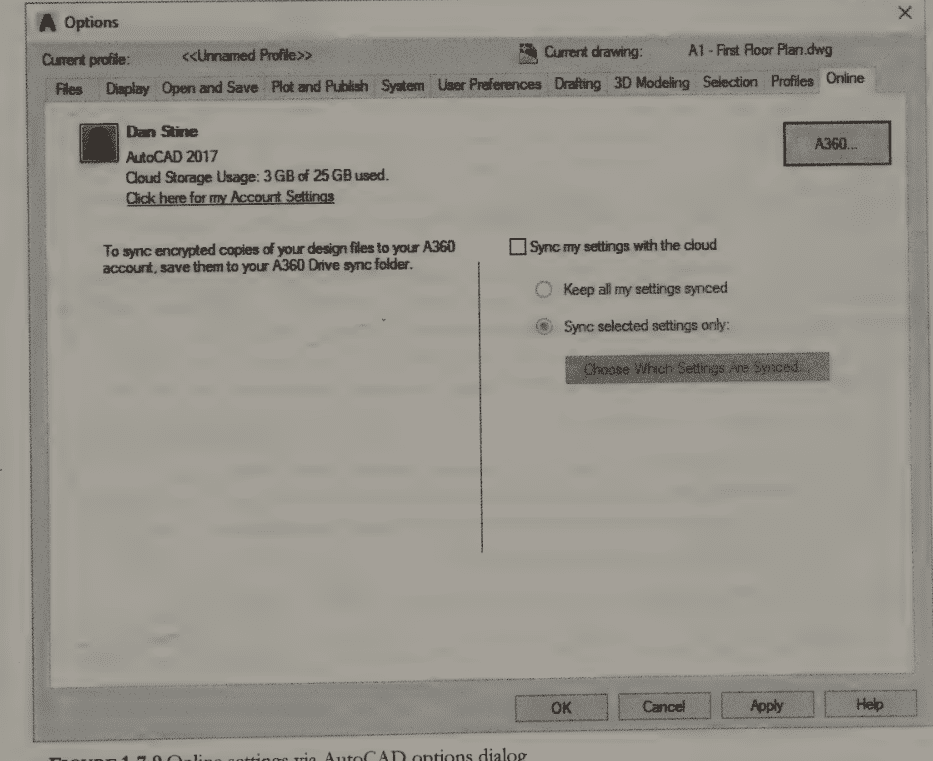 Options
Current profile: <<Unnamed Profile>> Current drawing: A1 - First Floor Plan.dwg
Files Display Open and Save Plot and Publish System User Preferences Drafting 3D Modeling Selection Profiles Online
Dan Stine
AutoCAD 2017
Cloud Storage Usage: 3 GB of 25 GB used.
Click here for my Account Settings
A360...
To sync encrypted copies of your design files to your A360
account, save them to your A360 Drive sync folder.
Sync my settings with the cloud
Keep all my settings synced
Sync selected settings only:
Choose Which Settings Are Synced...
OK Cancel Apply Help
FIGURE 1-7.9 Online settings via AutoCAD options dialog